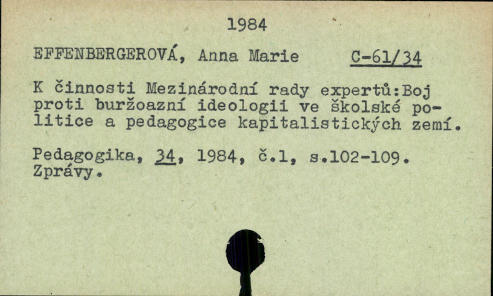 1984
EFFENBERGEROVÁ, Anna Marie C-61/34
K činnosti Mezinárodní rady expertů:Boj
proti buržoazní ideologii ve školské po-
litice a pedagogice kapitalistických zemí.
Pedagogika, 34, 1984, č.1, s.102-109.
Zprávy.